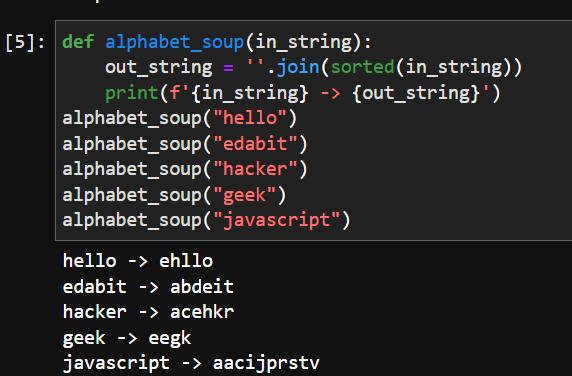 [5]: def alphabet_soup(in_string):
    out_string = ''.join(sorted(in_string))
    print(f'{in_string} -> {out_string}')
alphabet_soup("hello")
alphabet_soup("edabit")
alphabet_soup("hacker")
alphabet_soup("geek")
alphabet_soup("javascript")
hello -> ehllo
edabit -> abdeit
hacker -> acehkr
geek -> eegk
javascript -> aacijprstv